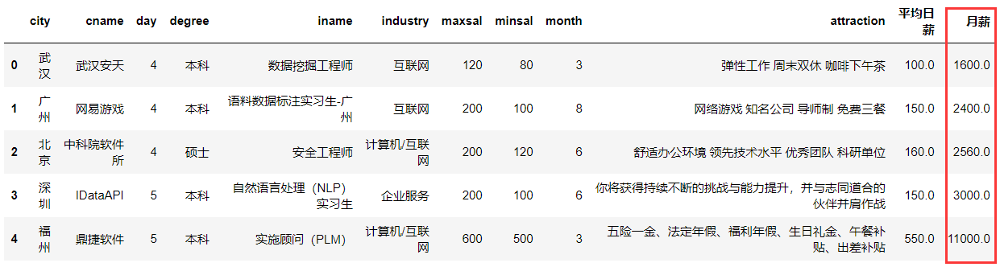 city cname day degree iname industry maxsal minsal month attraction 平均日薪 月薪
0 武汉 武汉安天 4 本科 数据挖掘工程师 互联网 120 80 3 弹性工作 周末双休 咖啡下午茶 100.0 1600.0
1 广州 网易游戏 4 本科 语料数据标注实习生-广州 互联网 200 100 8 网络游戏 知名公司 导师制 免费三餐 150.0 2400.0
2 北京 中科院软件所 4 硕士 安全工程师 计算机/互联网 200 120 6 舒适办公环境 领先技术水平 优秀团队 科研单位 160.0 2560.0
3 深圳 IDataAPI 5 本科 自然语言处理（NLP）实习生 企业服务 200 100 6 你将获得持续不断的挑战与能力提升，并与志同道合的伙伴并肩作战 150.0 3000.0
4 福州 鼎捷软件 5 本科 实施顾问（PLM） 计算机/互联网 600 500 3 五险一金、法定年假、福利年假、生日礼金、午餐补贴、出差补贴 550.0 11000.0